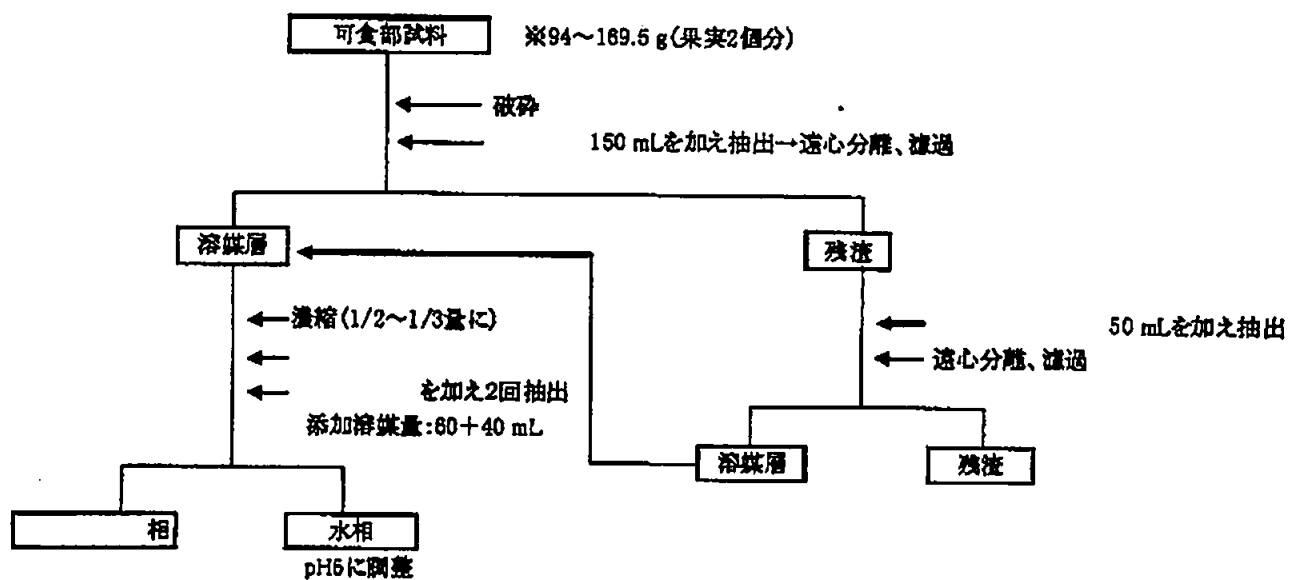 可食部試料 ※94～169.5 g(果実2個分)
破砕
150 mLを加え抽出→遠心分離、濾過
溶媒層
残渣
濃縮(1/2～1/3量に)
50 mLを加え抽出
遠心分離、濾過
を加え2回抽出
添加溶媒量:60+40 mL
溶媒層
残渣
相
水相
pH5に調整